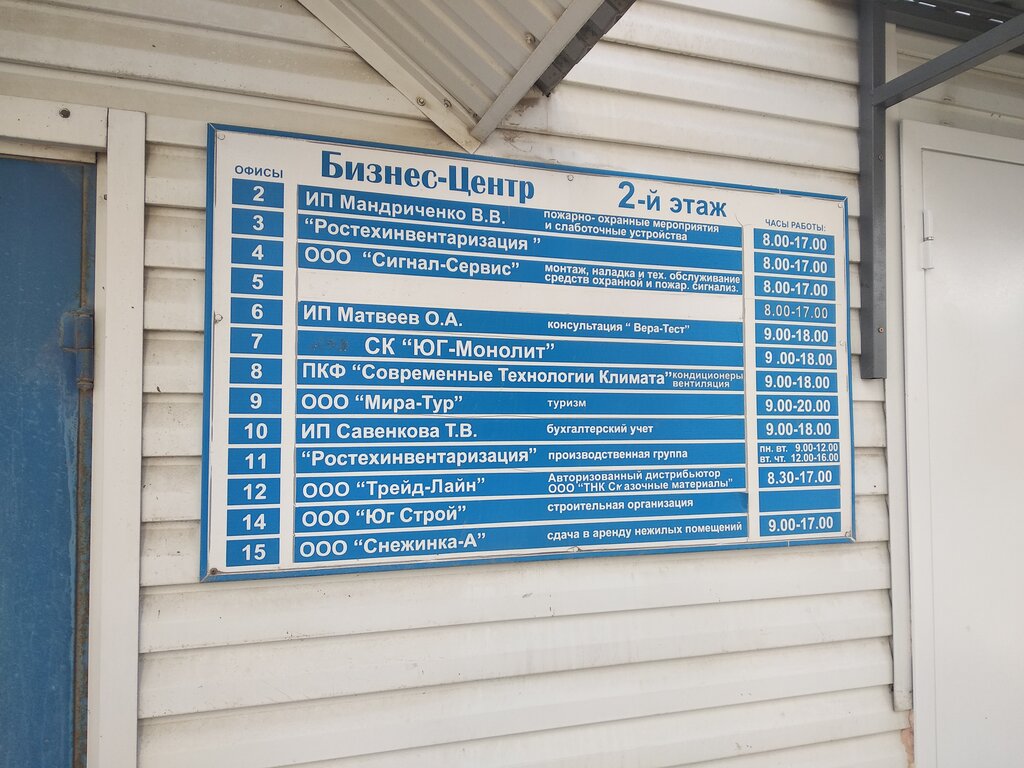 Бизнес-Центр 2-й этаж
ОФИСЫ ЧАСЫ РАБОТЫ:
2 ИП Мандриченко В.В. пожарно- охранные мероприятия и слаботочные устройства 8.00-17.00
3 "Ростехинвентаризация " 8.00-17.00
4 ООО "Сигнал-Сервис" монтаж, наладка и тех. обслуживание средств охранной и пожар. сигнализ. 8.00-17.00
5 8.00-17.00
6 ИП Матвеев О.А. консультация " Вера-Тест" 9.00-18.00
7 СК "ЮГ-Монолит" 9 .00-18.00
8 ПКФ "Современные Технологии Климата" кондиционеры вентиляция 9.00-18.00
9 ООО "Мира-Тур" туризм 9.00-20.00
10 ИП Савенкова Т.В. бухгалтерский учет 9.00-18.00
11 "Ростехинвентаризация" производственная группа пн. вт. 9.00-12.00 вт. чт. 12.00-16.00
12 ООО "Трейд-Лайн" Авторизованный дистрибьютор ООО "ТНК См азочные материалы" 8.30-17.00
14 ООО "Юг Строй" строительная организация
15 ООО "Снежинка-А" сдача в аренду нежилых помещений 9.00-17.00